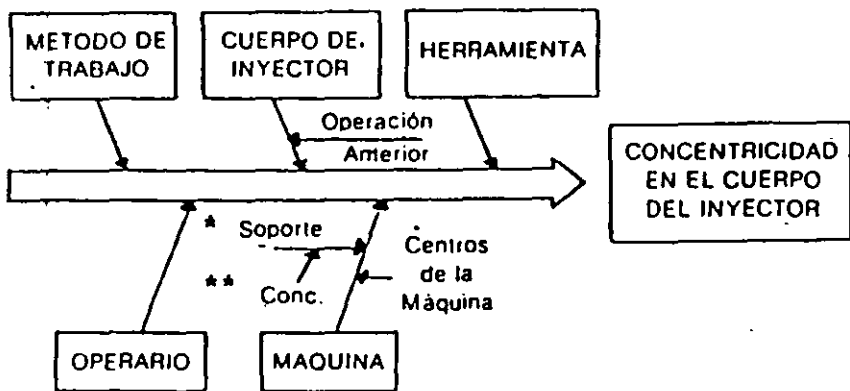 METODO DE
TRABAJO
CUERPO DE.
INYECTOR
HERRAMIENTA
Operación
Anterior
CONCENTRICIDAD
EN EL CUERPO
DEL INYECTOR
* Soporte
** Conc.
Centros
de la
Máquina
OPERARIO
MAQUINA